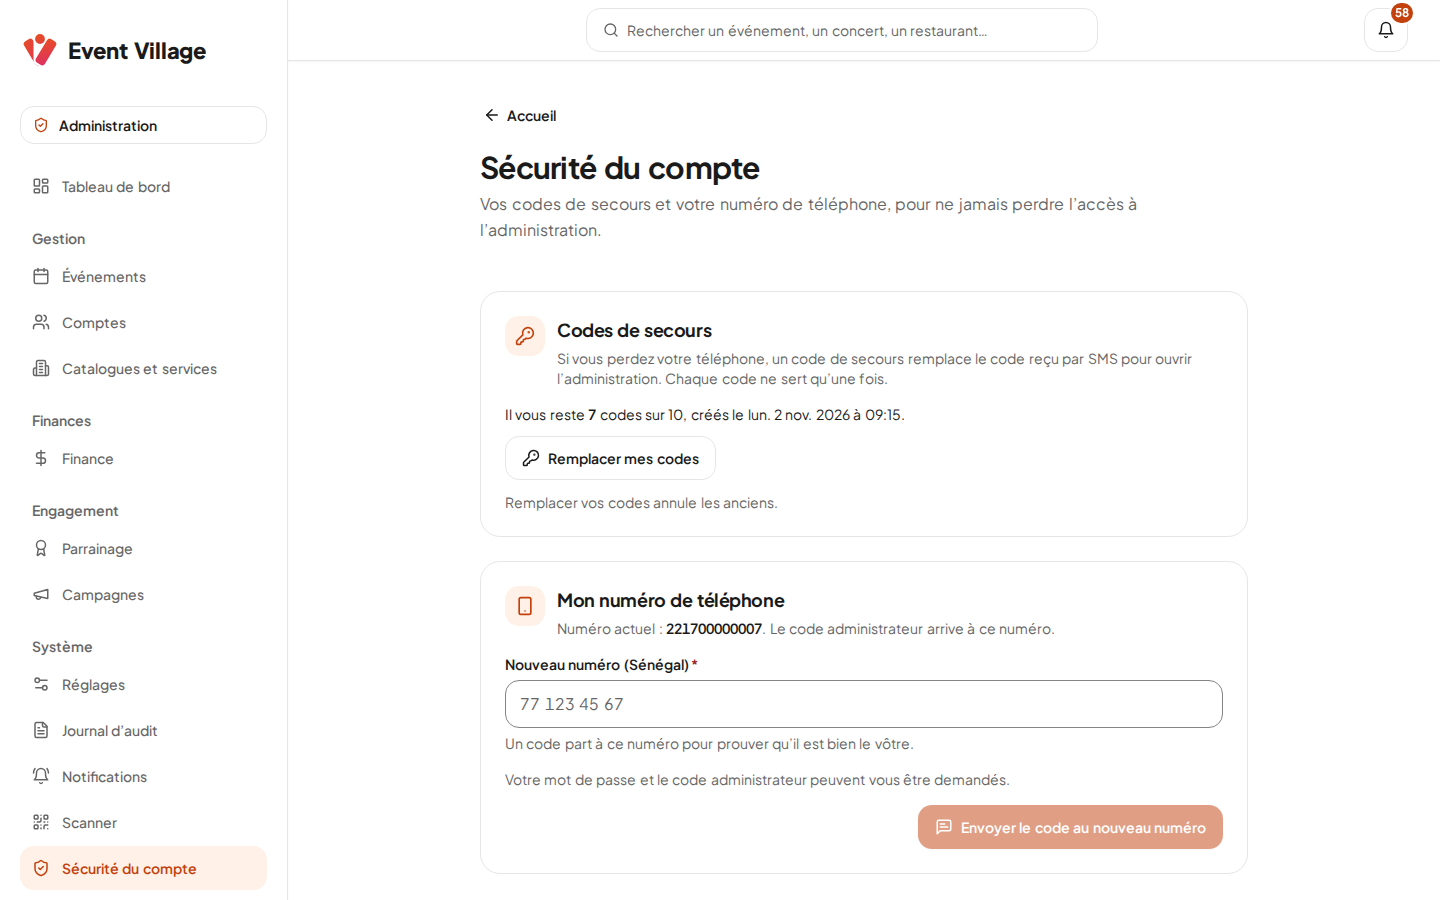 Event Village
Rechercher un événement, un concert, un restaurant…
58
Administration
Tableau de bord
Gestion
Événements
Comptes
Catalogues et services
Finances
Finance
Engagement
Parrainage
Campagnes
Système
Réglages
Journal d’audit
Notifications
Scanner
Sécurité du compte
Accueil
Sécurité du compte
Vos codes de secours et votre numéro de téléphone, pour ne jamais perdre l’accès à
l’administration.
Codes de secours
Si vous perdez votre téléphone, un code de secours remplace le code reçu par SMS pour ouvrir
l’administration. Chaque code ne sert qu’une fois.
Il vous reste 7 codes sur 10, créés le lun. 2 nov. 2026 à 09:15.
Remplacer mes codes
Remplacer vos codes annule les anciens.
Mon numéro de téléphone
Numéro actuel : 221700000007. Le code administrateur arrive à ce numéro.
Nouveau numéro (Sénégal) *
77 123 45 67
Un code part à ce numéro pour prouver qu’il est bien le vôtre.
Votre mot de passe et le code administrateur peuvent vous être demandés.
Envoyer le code au nouveau numéro